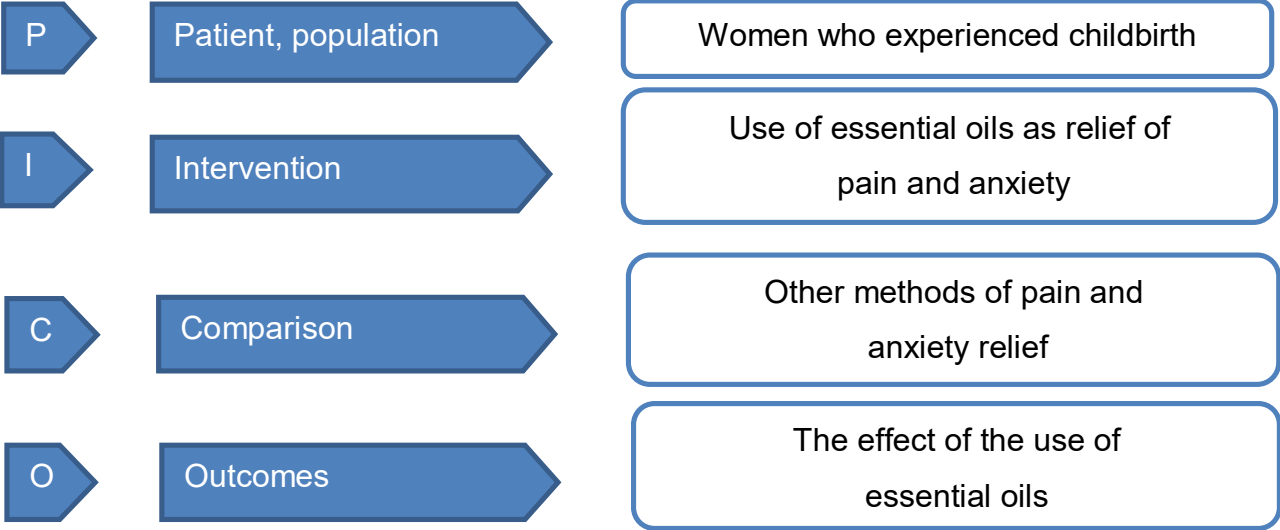 P
Patient, population
Women who experienced childbirth
I
Intervention
Use of essential oils as relief of
pain and anxiety
C
Comparison
Other methods of pain and
anxiety relief
O
Outcomes
The effect of the use of
essential oils